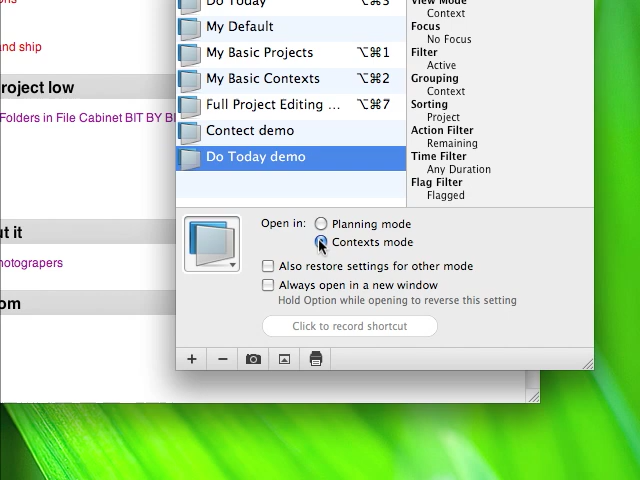 and ship
roject low
Folders in File Cabinet BIT BY B
t it
hotograpers
om
Do Today ⌥⌘3
My Default
My Basic Projects ⌥⌘1
My Basic Contexts ⌥⌘2
Full Project Editing ... ⌥⌘7
Contect demo
Do Today demo
View Mode
Context
Focus
No Focus
Filter
Active
Grouping
Context
Sorting
Project
Action Filter
Remaining
Time Filter
Any Duration
Flag Filter
Flagged
Open in: Planning mode
Contexts mode
Also restore settings for other mode
Always open in a new window
Hold Option while opening to reverse this setting
Click to record shortcut